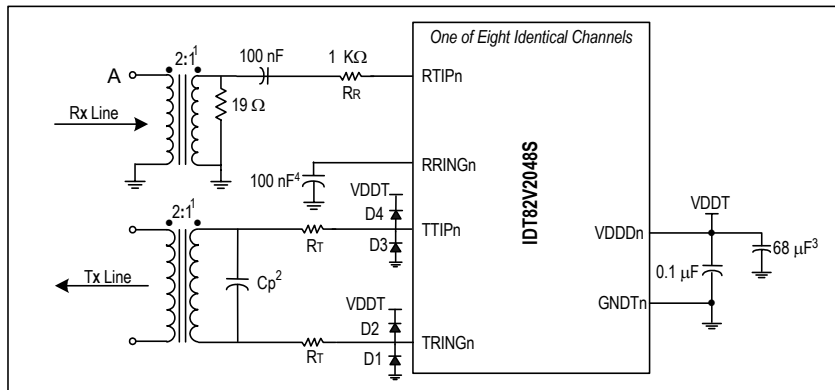 One of Eight Identical Channels
2:1¹
100 nF
1 KΩ
A
RTIPn
RR
19 Ω
Rx Line
RRINGn
100 nF⁴
VDDT
D4
2:1¹
RT
TTIPn
D3
Tx Line
Cp²
VDDT
D2
RT
TRINGn
D1
IDT82V2048S
VDDT
VDDDn
68 µF³
0.1 µF
GNDTn